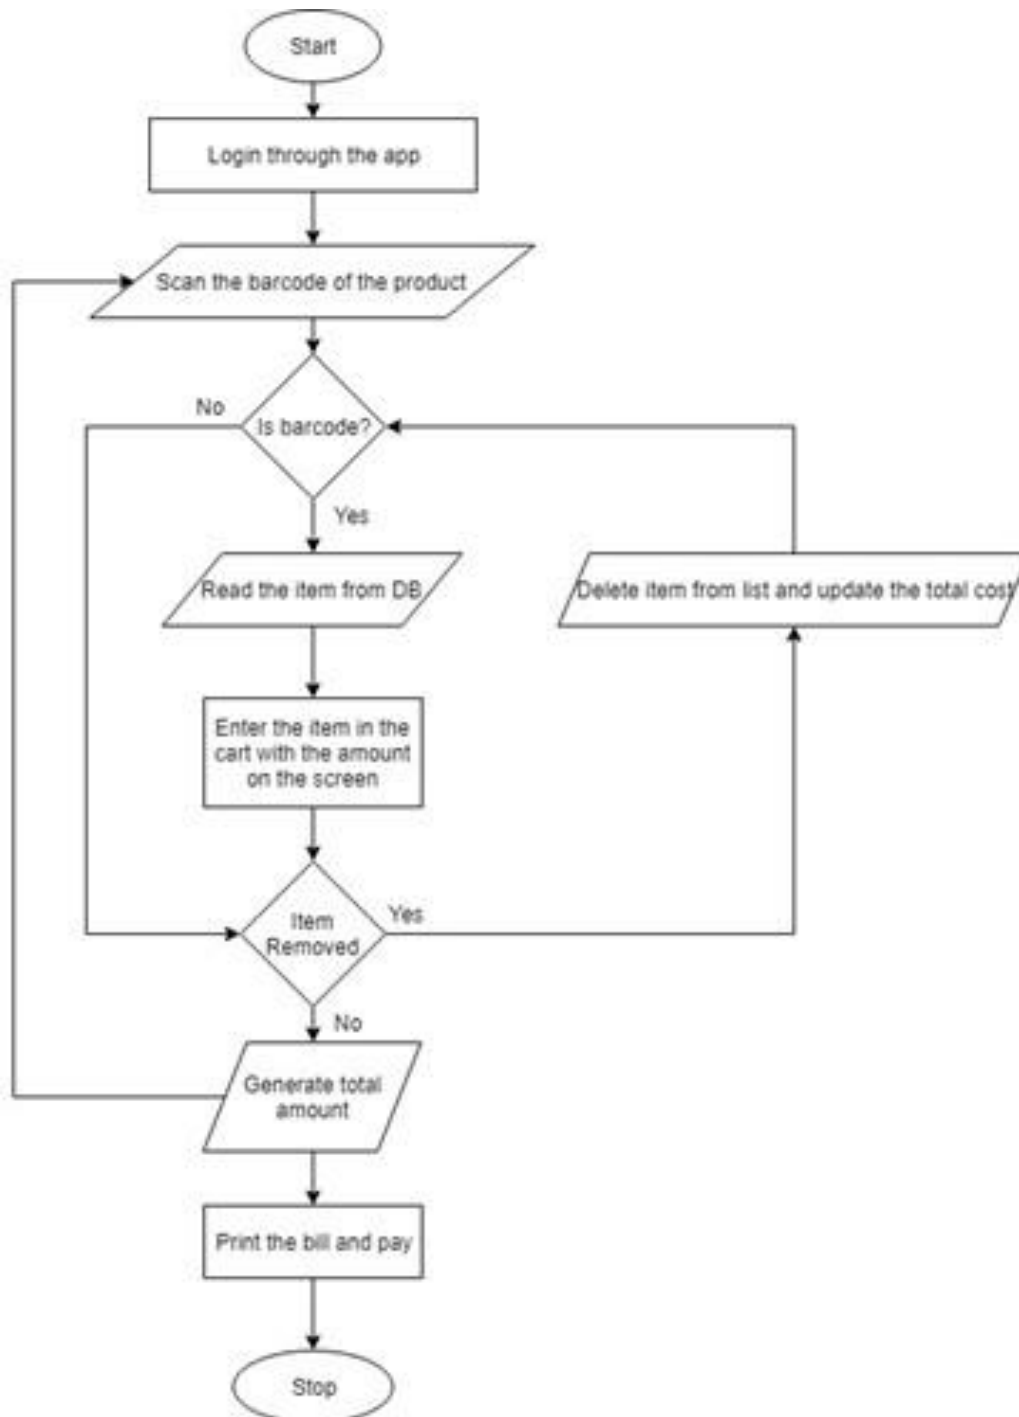 Start
Login through the app
Scan the barcode of the product
No
Is barcode?
Yes
Read the item from DB
Delete item from list and update the total cost
Enter the item in the
cart with the amount
on the screen
Item
Removed
Yes
No
Generate total
amount
Print the bill and pay
Stop